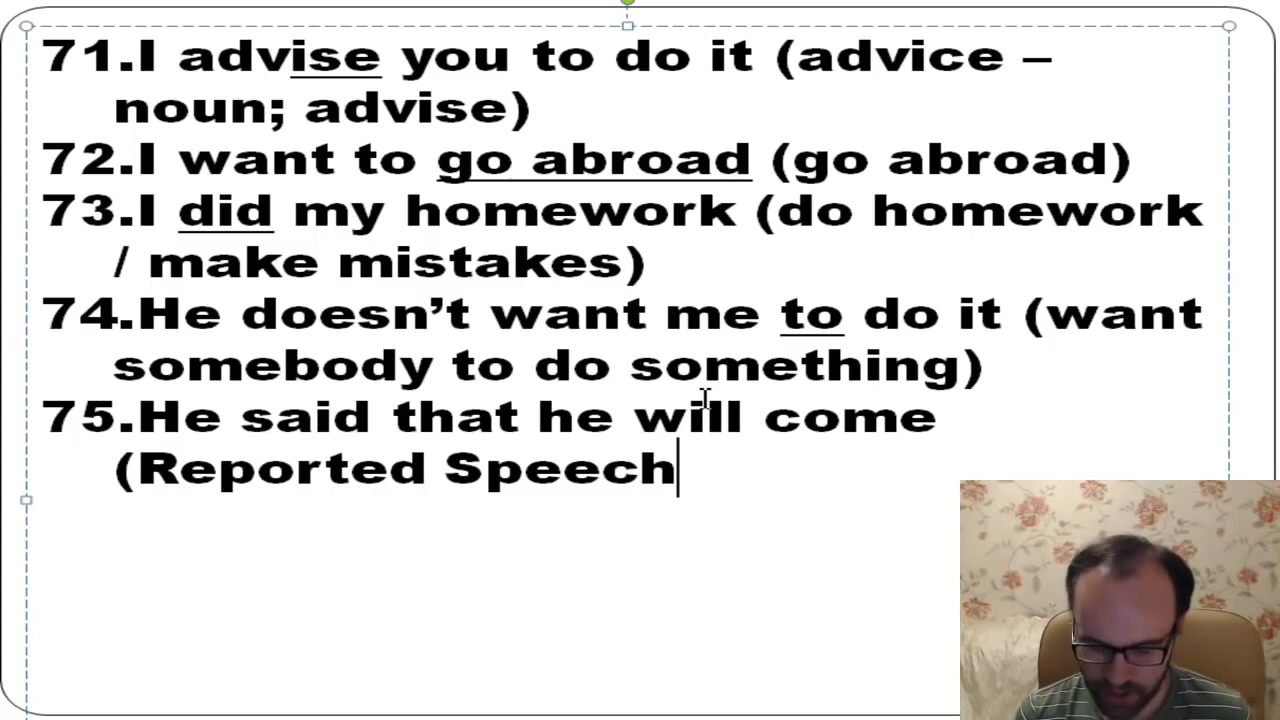 71.I advise you to do it (advice –
noun; advise)
72.I want to go abroad (go abroad)
73.I did my homework (do homework
/ make mistakes)
74.He doesn’t want me to do it (want
somebody to do something)
75.He said that he will come
(Reported Speech